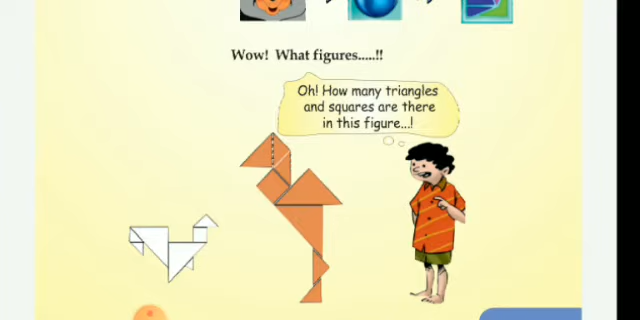 Wow! What figures.....!!
Oh! How many triangles
and squares are there
in this figure...!